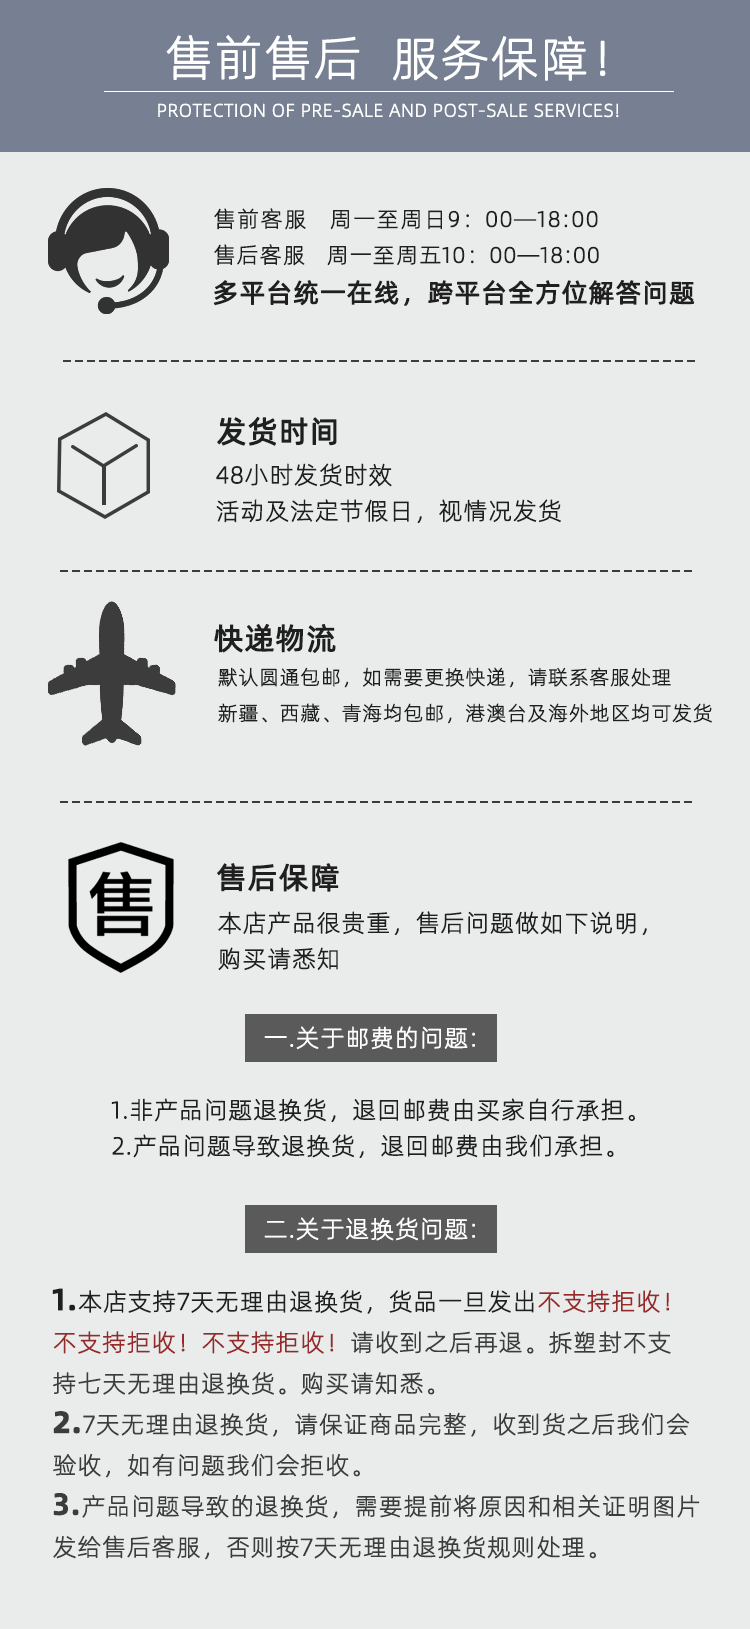 售前售后 服务保障!
PROTECTION OF PRE-SALE AND POST-SALE SERVICES!
售前客服 周一至周日9：00—18:00
售后客服 周一至周五10：00—18:00
多平台统一在线，跨平台全方位解答问题
发货时间
48小时发货时效
活动及法定节假日，视情况发货
快递物流
默认圆通包邮，如需要更换快递，请联系客服处理
新疆、西藏、青海均包邮，港澳台及海外地区均可发货
售
售后保障
本店产品很贵重，售后问题做如下说明，
购买请悉知
一.关于邮费的问题:
1.非产品问题退换货，退回邮费由买家自行承担。
2.产品问题导致退换货，退回邮费由我们承担。
二.关于退换货问题:
1.本店支持7天无理由退换货，货品一旦发出不支持拒收！
不支持拒收！不支持拒收！请收到之后再退。拆塑封不支
持七天无理由退换货。购买请知悉。
2.7天无理由退换货，请保证商品完整，收到货之后我们会
验收，如有问题我们会拒收。
3.产品问题导致的退换货，需要提前将原因和相关证明图片
发给售后客服，否则按7天无理由退换货规则处理。